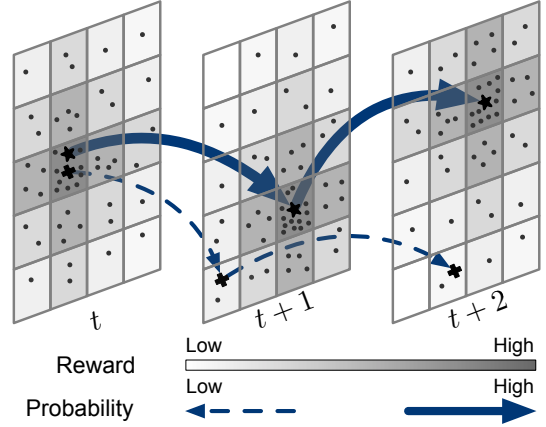 t
t + 1
t + 2
Reward
Low
High
Low
High
Probability